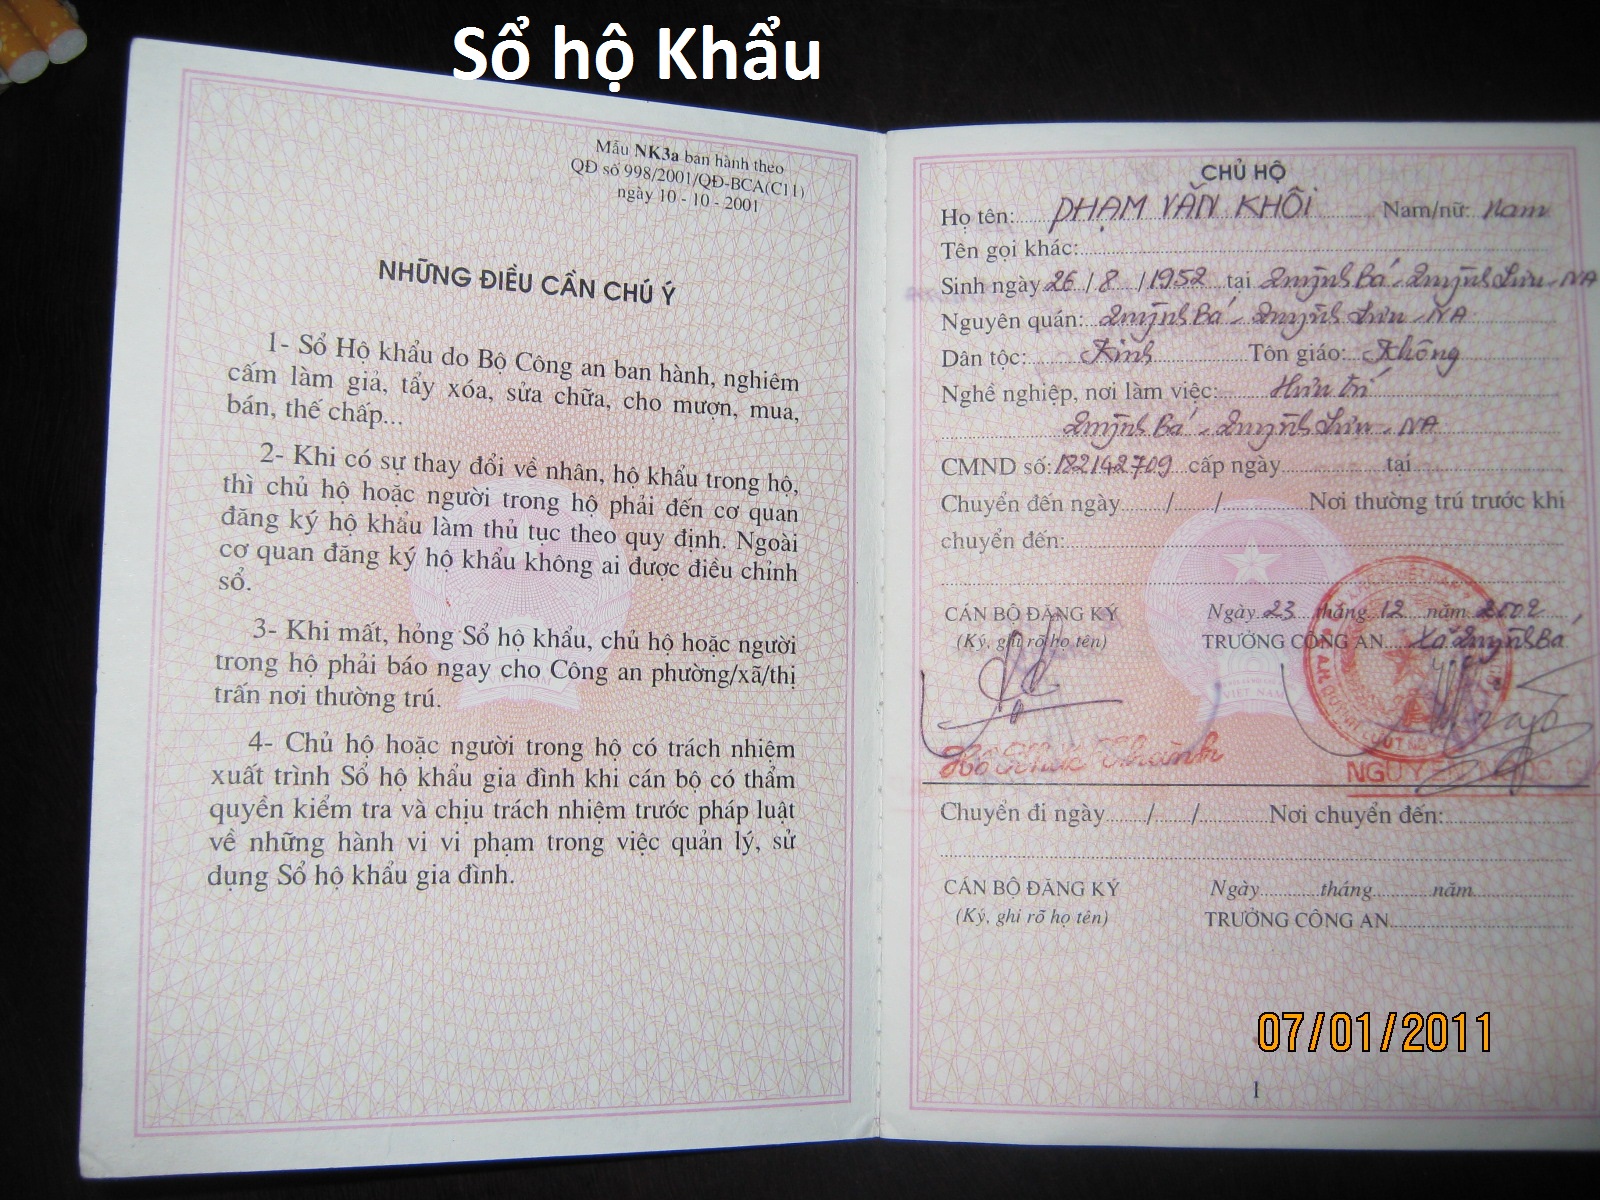 Sổ hộ Khẩu
Mẫu NK3a ban hành theo
QĐ số 998/2001/QĐ-BCA(C11)
ngày 10 - 10 - 2001
NHỮNG ĐIỀU CẦN CHÚ Ý
1- Sổ Hộ khẩu do Bộ Công an ban hành, nghiêm
cấm làm giả, tẩy xóa, sửa chữa, cho mượn, mua,
bán, thế chấp...
2- Khi có sự thay đổi về nhân, hộ khẩu trong hộ,
thì chủ hộ hoặc người trong hộ phải đến cơ quan
đăng ký hộ khẩu làm thủ tục theo quy định. Ngoài
cơ quan đăng ký hộ khẩu không ai được điều chỉnh
sổ.
3- Khi mất, hỏng Sổ hộ khẩu, chủ hộ hoặc người
trong hộ phải báo ngay cho Công an phường/xã/thị
trấn nơi thường trú.
4- Chủ hộ hoặc người trong hộ có trách nhiệm
xuất trình Sổ hộ khẩu gia đình khi cán bộ có thẩm
quyền kiểm tra và chịu trách nhiệm trước pháp luật
về những hành vi vi phạm trong việc quản lý, sử
dụng Sổ hộ khẩu gia đình.
CHỦ HỘ
Họ tên: PHẠM VĂN KHÔI Nam/nữ: Nam
Tên gọi khác:
Sinh ngày 26/8/1952 tại Quỳnh Bá - Quỳnh Lưu - NA
Nguyên quán: Quỳnh Bá - Quỳnh Lưu - NA
Dân tộc: Kinh Tôn giáo: Không
Nghề nghiệp, nơi làm việc: Hưu trí
Quỳnh Bá - Quỳnh Lưu - NA
CMND số: 182142709 cấp ngày tại
Chuyển đến ngày / / Nơi thường trú trước khi
chuyển đến:
CÁN BỘ ĐĂNG KÝ Ngày 23 tháng 12 năm 2002
(Ký, ghi rõ họ tên) TRƯỞNG CÔNG AN Xã Quỳnh Bá
VIỆT NAM
Hồ Thanh
NGUYỄN
Chuyển đi ngày / / Nơi chuyển đến:
CÁN BỘ ĐĂNG KÝ Ngày tháng năm
(Ký, ghi rõ họ tên) TRƯỞNG CÔNG AN
07/01/2011
1